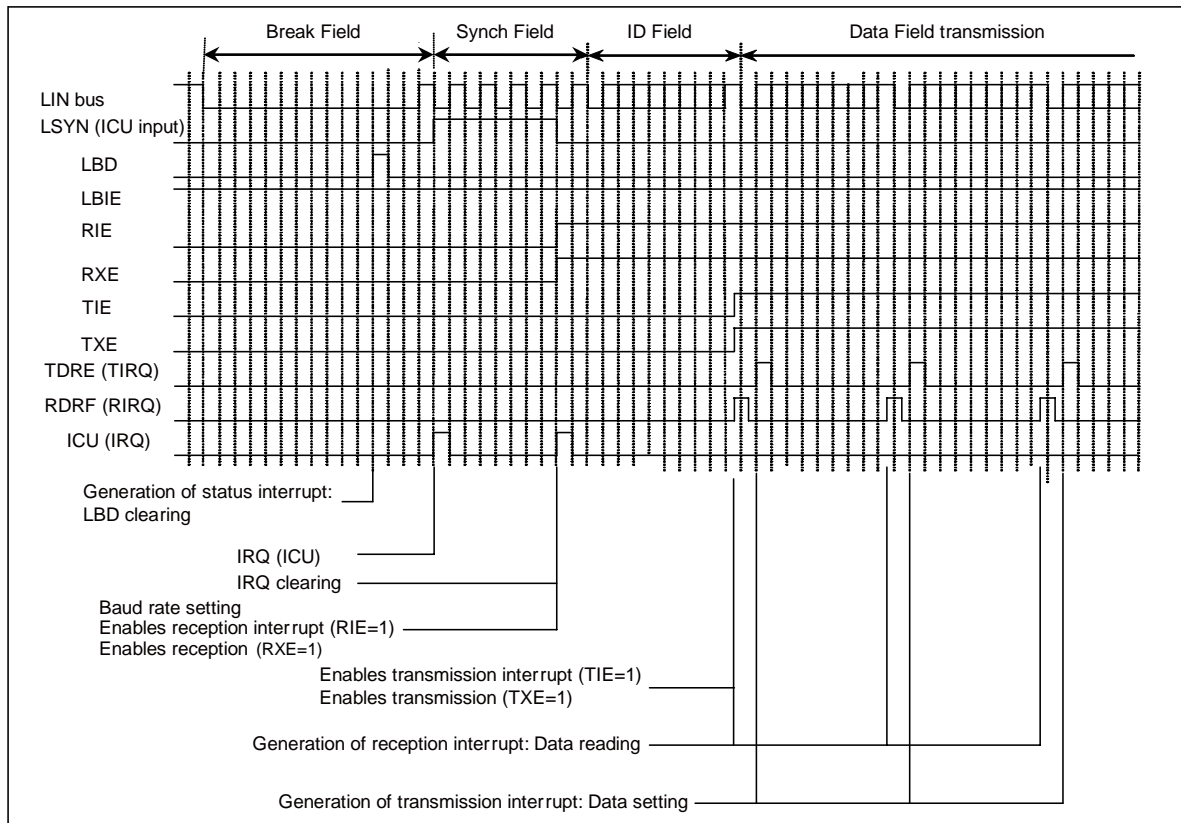 Break Field
Synch Field
ID Field
Data Field transmission
LIN bus
LSYN (ICU input)
LBD
LBIE
RIE
RXE
TIE
TXE
TDRE (TIRQ)
RDRF (RIRQ)
ICU (IRQ)
Generation of status interrupt:
LBD clearing
IRQ (ICU)
IRQ clearing
Baud rate setting
Enables reception interrupt (RIE=1)
Enables reception (RXE=1)
Enables transmission interrupt (TIE=1)
Enables transmission (TXE=1)
Generation of reception interrupt: Data reading
Generation of transmission interrupt: Data setting